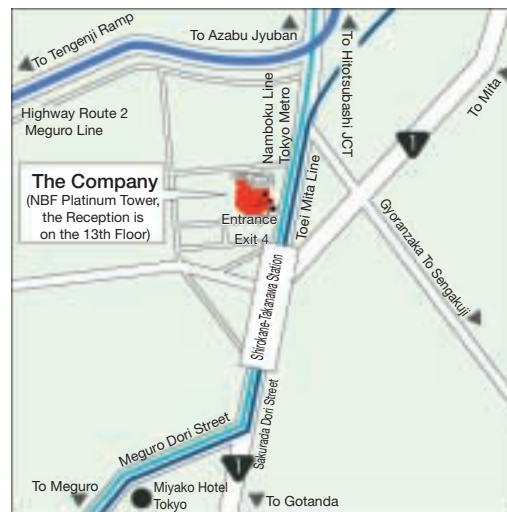 To Azabu Jyuban
To Tengenji Ramp
To Hitotsubashi JCT
Highway Route 2
Meguro Line
Namboku Line
Tokyo Metro
Toei Mita Line
To Mita
1
The Company
(NBF Platinum Tower,
the Reception is
on the 13th Floor)
Entrance
Exit 4
Gyoranzaka To Sengakuji
Shirokane-Takanawa Station
Sakurada Dori Street
Meguro Dori Street
1
To Meguro
Miyako Hotel
Tokyo
To Gotanda